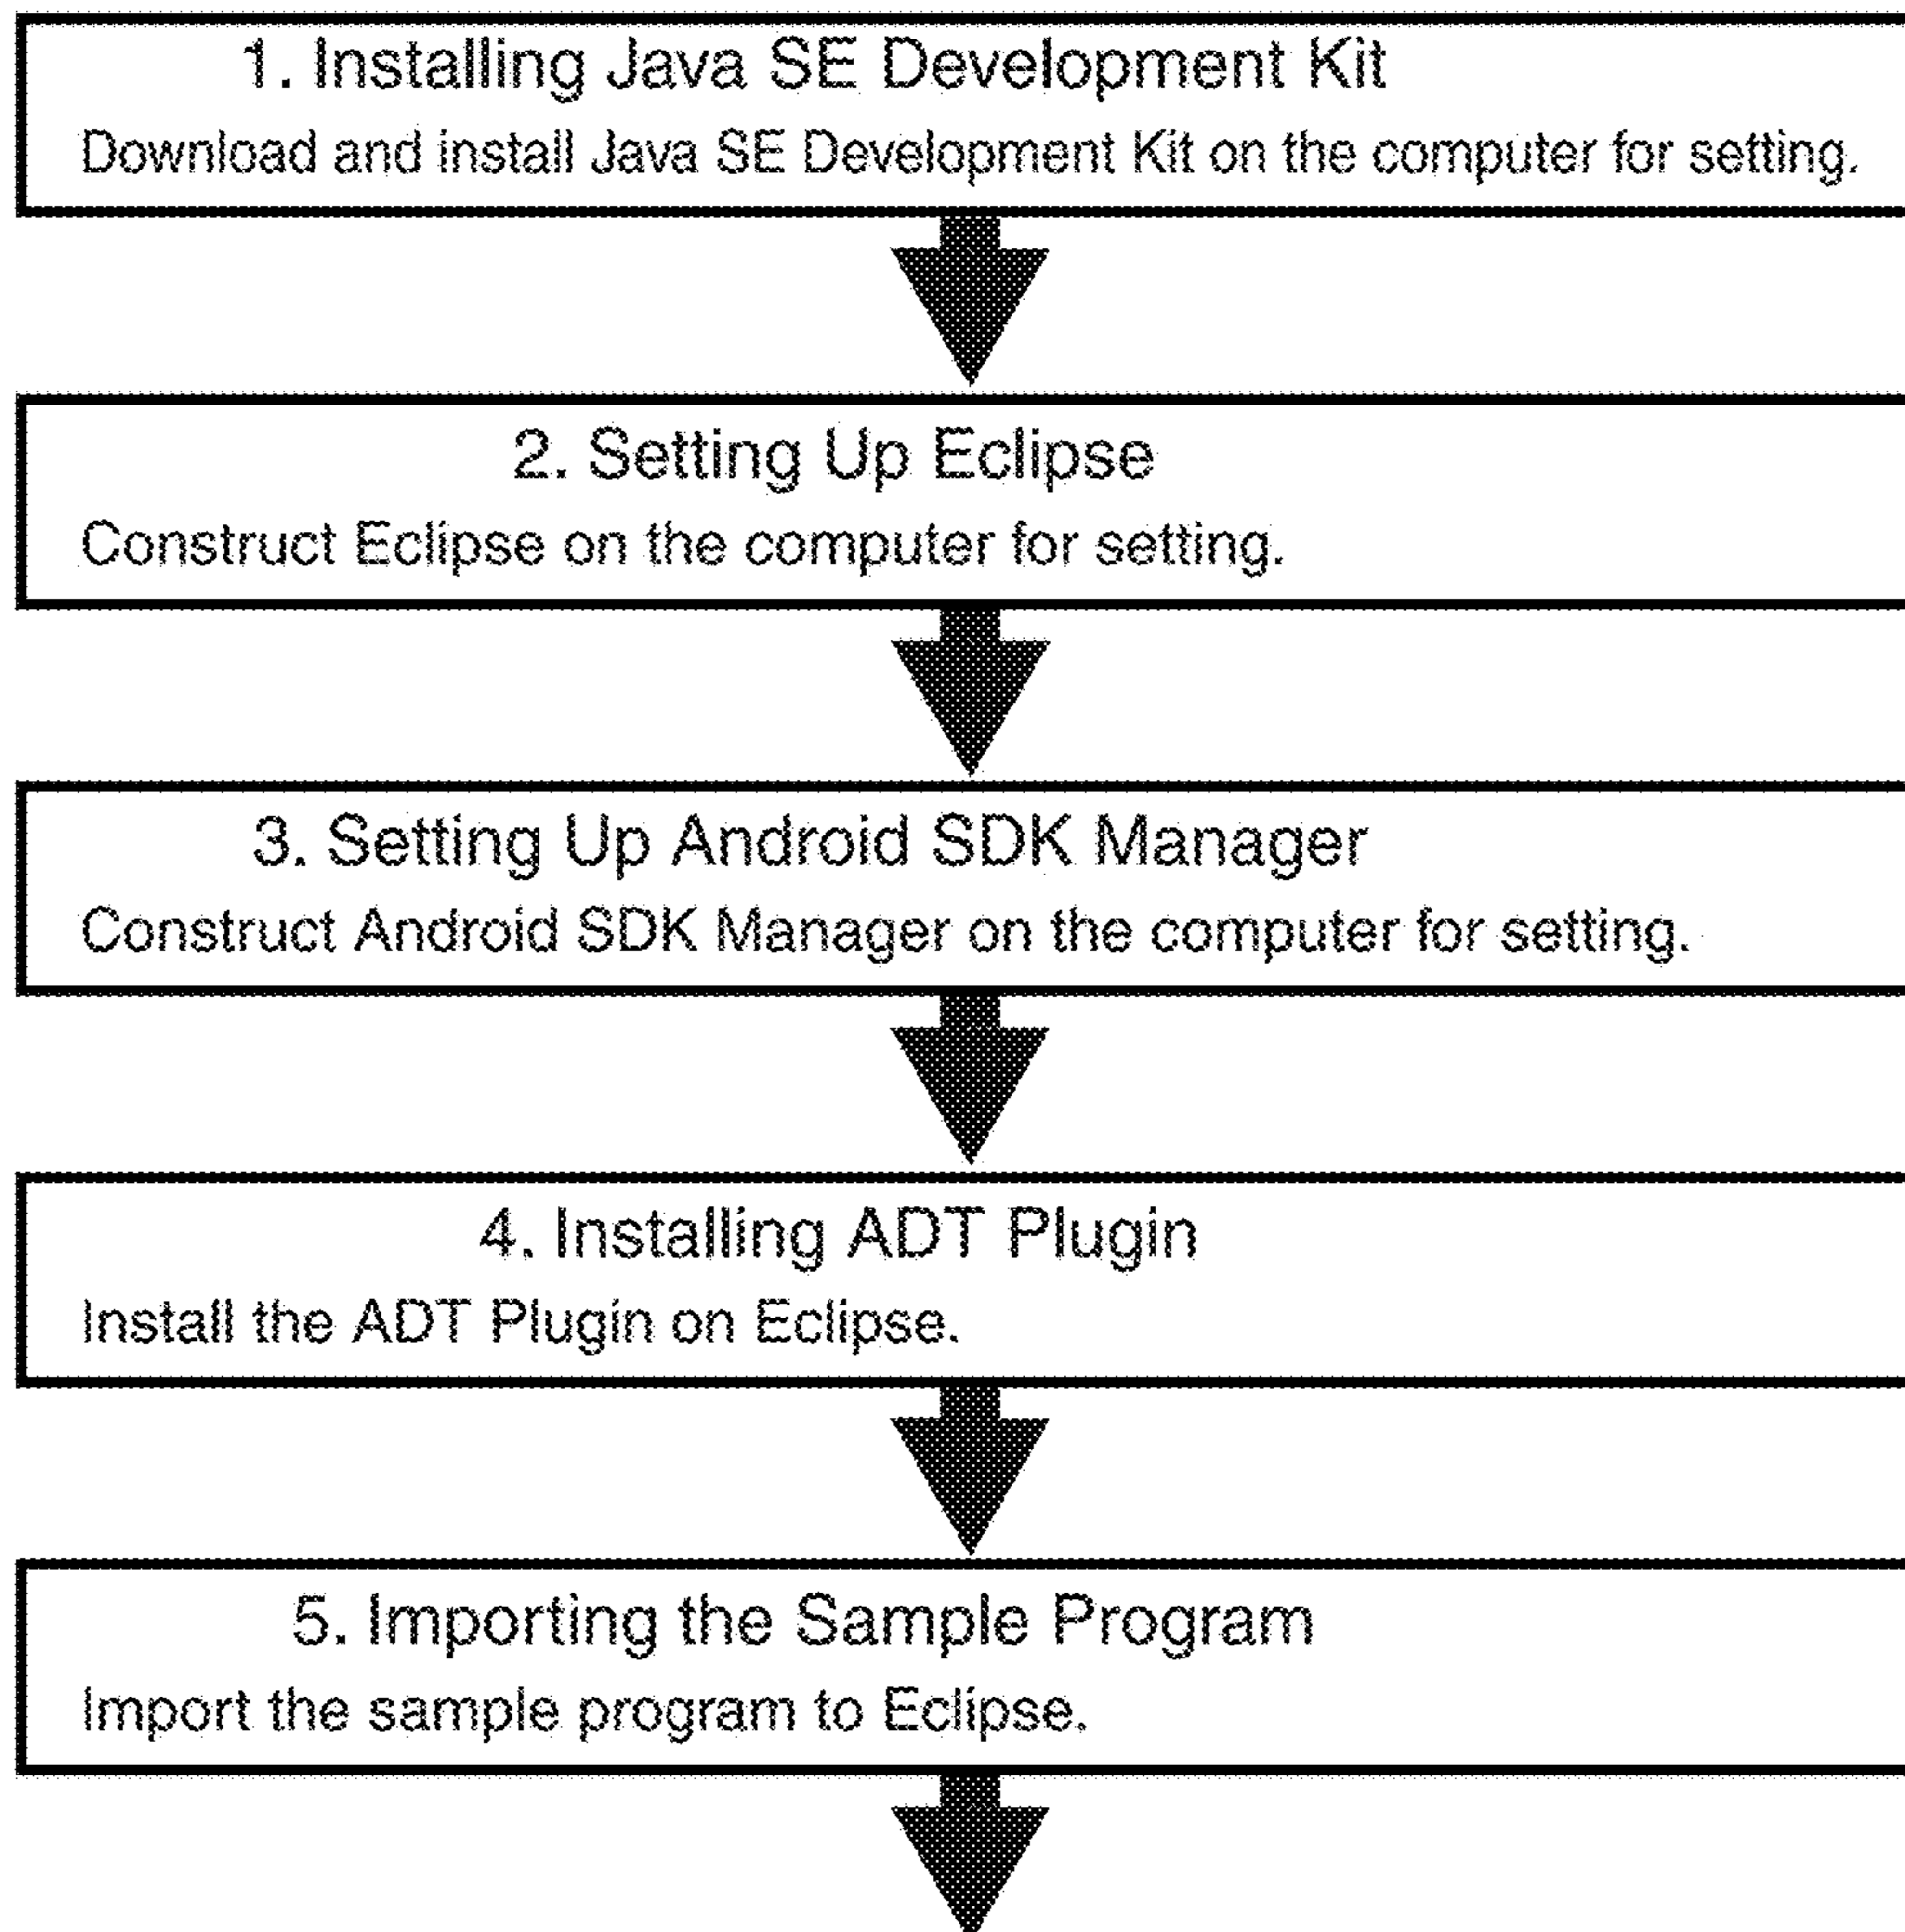 1. Installing Java SE Development Kit
Download and install Java SE Development Kit on the computer for setting.
2. Setting Up Eclipse
Construct Eclipse on the computer for setting.
3. Setting Up Android SDK Manager
Construct Android SDK Manager on the computer for setting.
4. Installing ADT Plugin
Install the ADT Plugin on Eclipse.
5. Importing the Sample Program
Import the sample program to Eclipse.